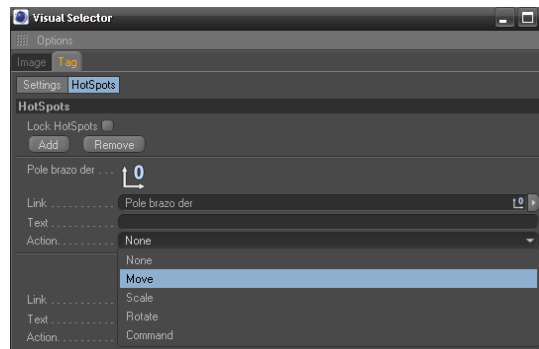 Visual Selector
Options
Image Tag
Settings HotSpots
HotSpots
Lock HotSpots
Add Remove
Pole brazo der . . . 0
Link . . . . . . . . . . . Pole brazo der 0
Text . . . . . . . . . . .
Action. . . . . . . . . . None
None
Move
Link . . . . . . . . . . . Scale
Text . . . . . . . . . . . Rotate
Action. . . . . . . . . . Command